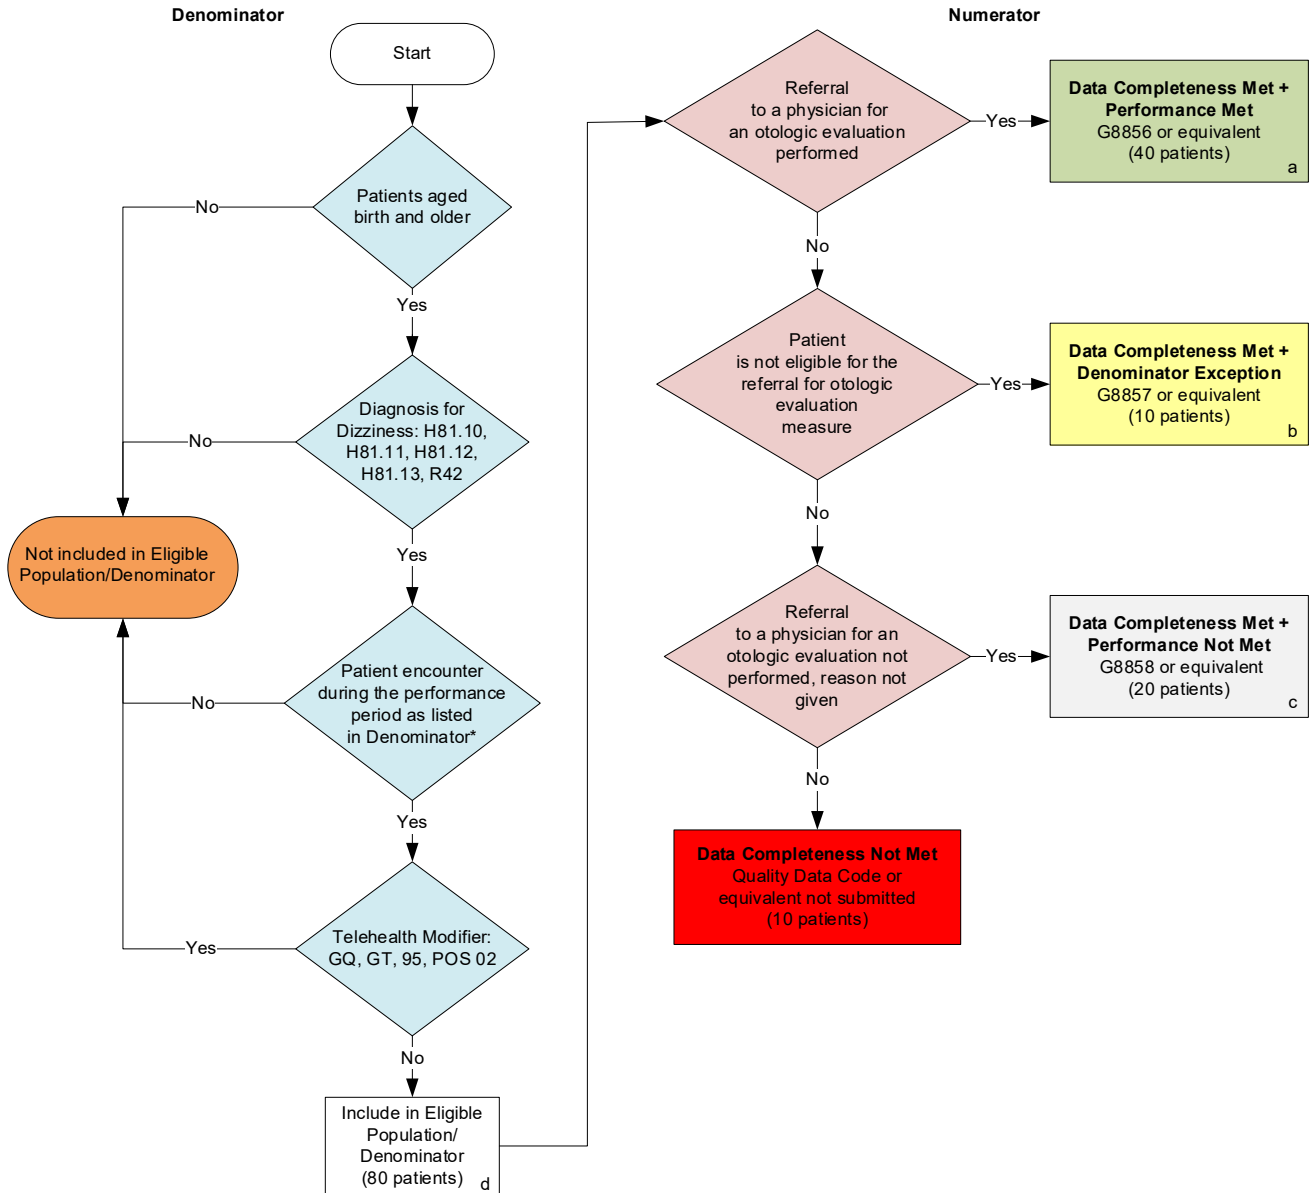 Denominator
Start
Patients aged
birth and older
No
Yes
Diagnosis for
Dizziness: H81.10,
H81.11, H81.12,
H81.13, R42
No
Yes
Not included in Eligible
Population/Denominator
Patient encounter
during the performance
period as listed
in Denominator*
No
Yes
Telehealth Modifier:
GQ, GT, 95, POS 02
Yes
No
Include in Eligible
Population/
Denominator
(80 patients)
d
Numerator
Referral
to a physician for
an otologic evaluation
performed
Yes
Data Completeness Met +
Performance Met
G8856 or equivalent
(40 patients)
a
No
Patient
is not eligible for the
referral for otologic
evaluation
measure
Yes
Data Completeness Met +
Denominator Exception
G8857 or equivalent
(10 patients)
b
No
Referral
to a physician for an
otologic evaluation not
performed, reason not
given
Yes
Data Completeness Met +
Performance Not Met
G8858 or equivalent
(20 patients)
c
No
Data Completeness Not Met
Quality Data Code or
equivalent not submitted
(10 patients)